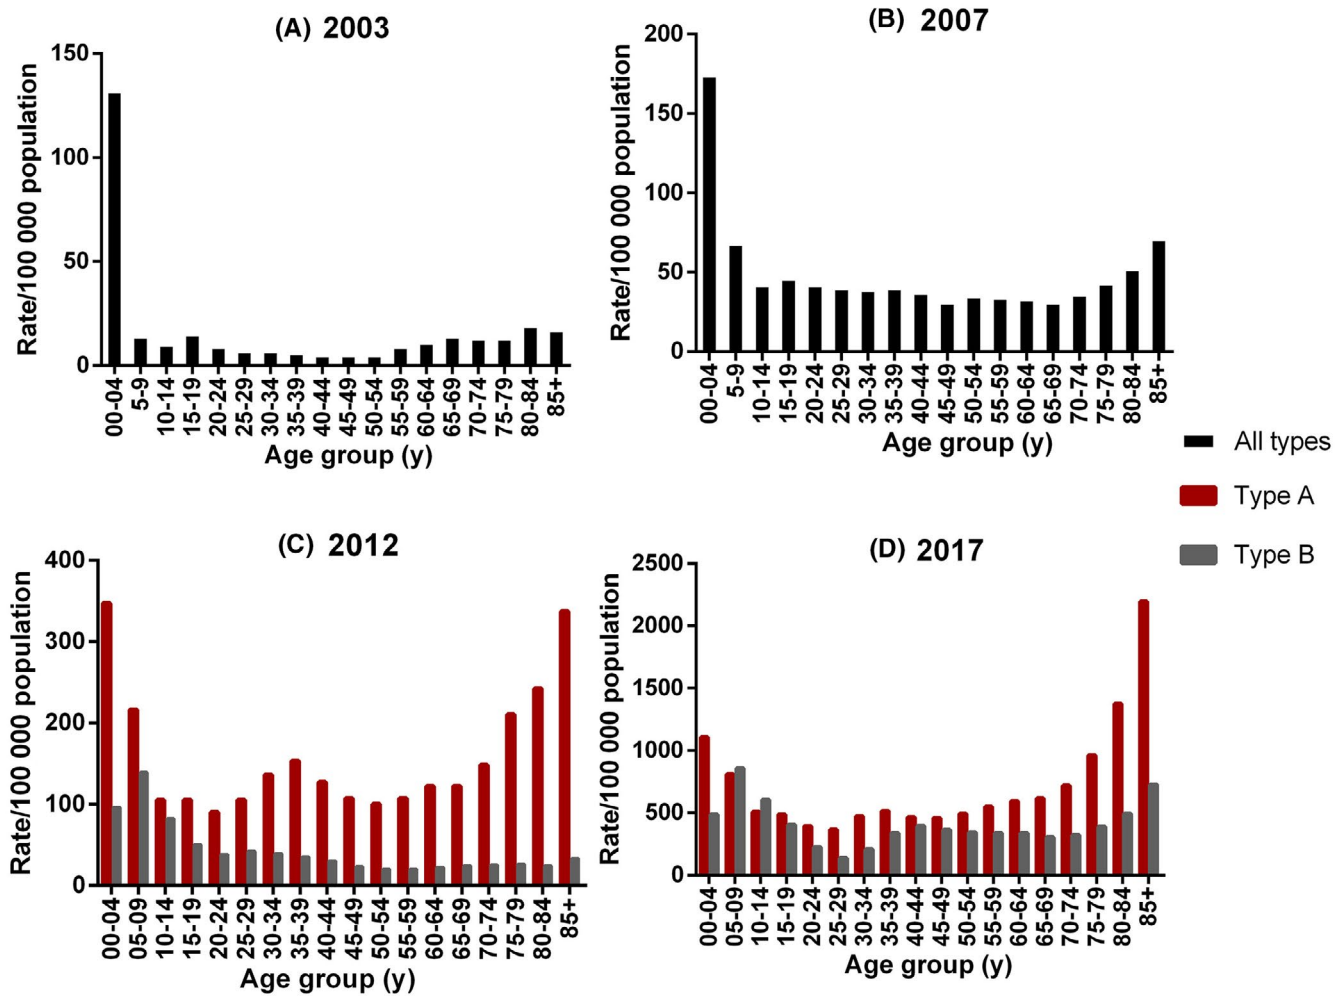 (A) 2003
Rate/100 000 population
150
100
50
0
00-04 5-9 10-14 15-19 20-24 25-29 30-34 35-39 40-44 45-49 50-54 55-59 60-64 65-69 70-74 75-79 80-84 85+
Age group (y)
(B) 2007
Rate/100 000 population
200
150
100
50
0
00-04 5-9 10-14 15-19 20-24 25-29 30-34 35-39 40-44 45-49 50-54 55-59 60-64 65-69 70-74 75-79 80-84 85+
Age group (y)
All types
Type A
Type B
(C) 2012
Rate/100 000 population
400
300
200
100
0
00-04 05-09 10-14 15-19 20-24 25-29 30-34 35-39 40-44 45-49 50-54 55-59 60-64 65-69 70-74 75-79 80-84 85+
Age group (y)
(D) 2017
Rate/100 000 population
2500
2000
1500
1000
500
0
00-04 05-09 10-14 15-19 20-24 25-29 30-34 35-39 40-44 45-49 50-54 55-59 60-64 65-69 70-74 75-79 80-84 85+
Age group (y)